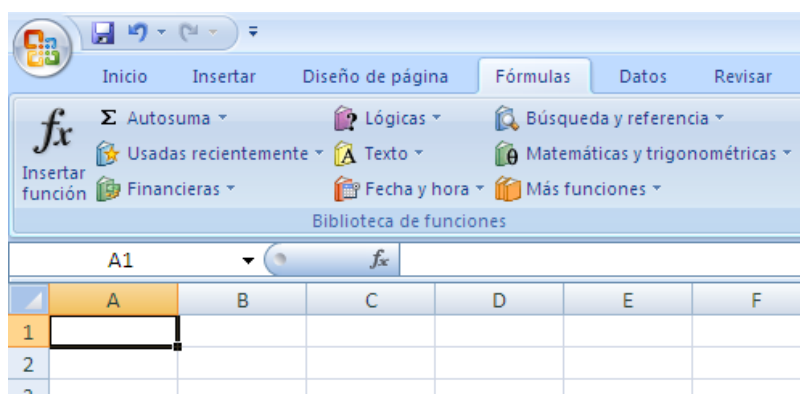 Inicio Insertar Diseño de página Fórmulas Datos Revisar
fx Insertar función
Σ Autosuma Lógicas Búsqueda y referencia
Usadas recientemente Texto Matemáticas y trigonométricas
Financieras Fecha y hora Más funciones
Biblioteca de funciones
A1 fx
A B C D E F
1
2